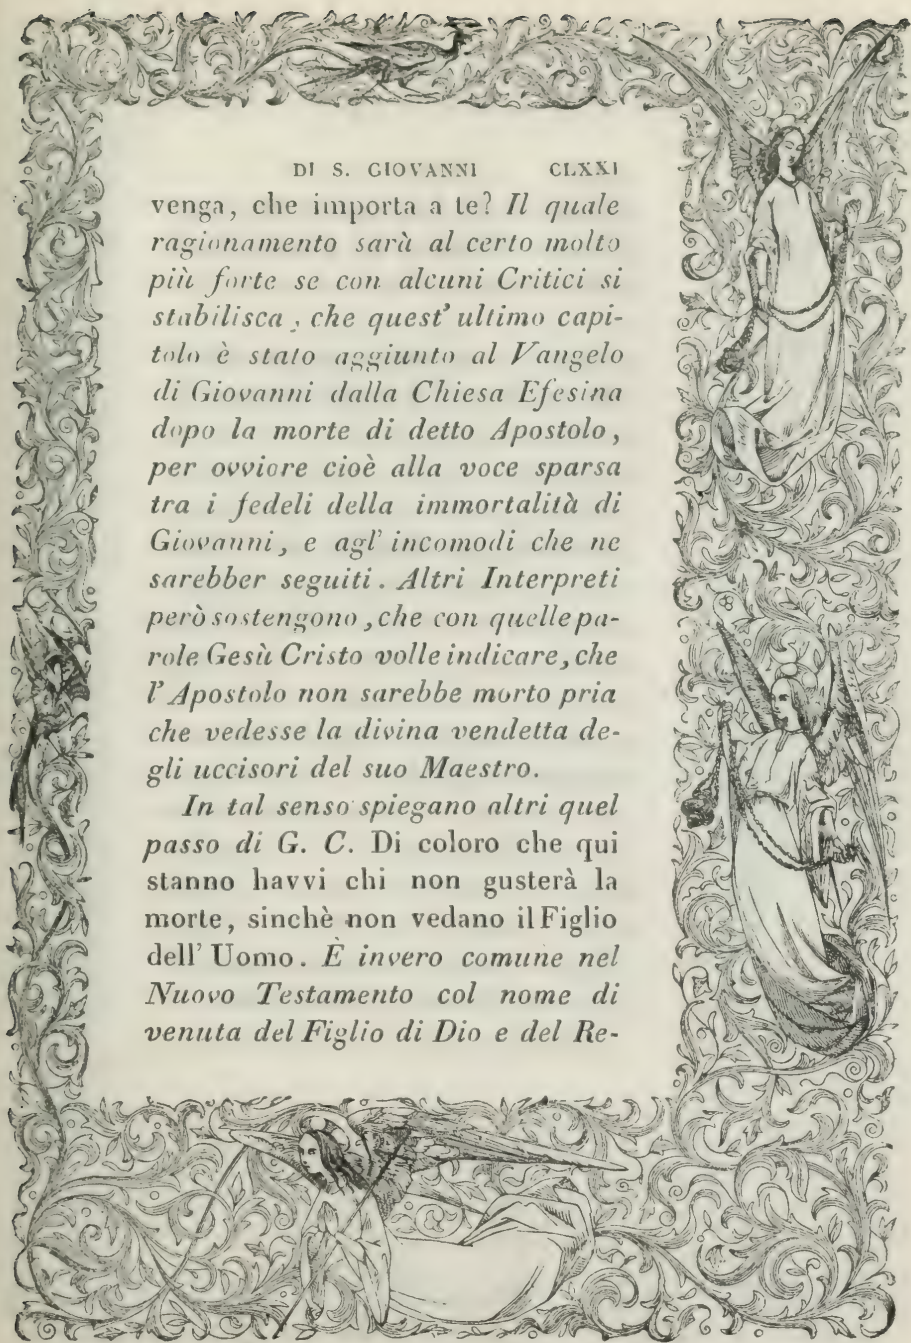 DI S. GIOVANNI CLXXI
venga, che importa a te? Il quale
ragionamento sarà al certo molto
più forte se con alcuni Critici si
stabilisca, che quest' ultimo capi-
tolo è stato aggiunto al Vangelo
di Giovanni dalla Chiesa Efesina
dopo la morte di detto Apostolo,
per ovviare cioè alla voce sparsa
tra i fedeli della immortalità di
Giovanni, e agl' incomodi che ne
sarebber seguiti. Altri Interpreti
però sostengono, che con quelle pa-
role Gesù Cristo volle indicare, che
l' Apostolo non sarebbe morto pria
che vedesse la divina vendetta de-
gli uccisori del suo Maestro.
In tal senso spiegano altri quel
passo di G. C. Di coloro che qui
stanno havvi chi non gusterà la
morte, sinchè non vedano il Figlio
dell' Uomo. È invero comune nel
Nuovo Testamento col nome di
venuta del Figlio di Dio e del Re-